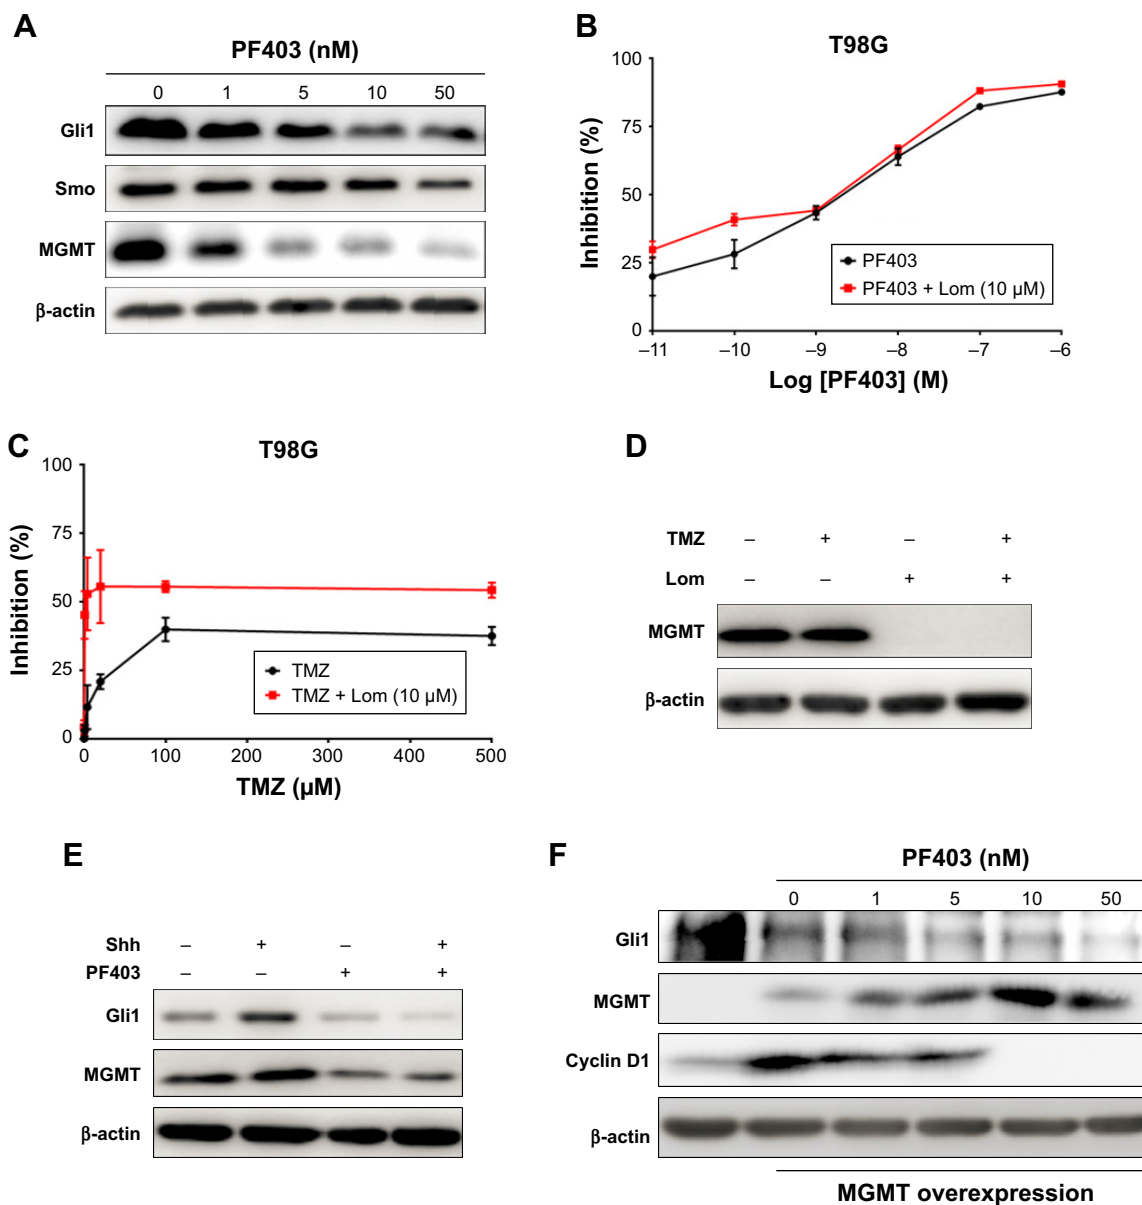 A
PF403 (nM)
0 1 5 10 50
Gli1
Smo
MGMT
β-actin
B
T98G
100
75
50
25
0
Inhibition (%)
PF403
PF403 + Lom (10 μM)
–11 –10 –9 –8 –7 –6
Log [PF403] (M)
C
T98G
100
75
50
25
0
Inhibition (%)
TMZ
TMZ + Lom (10 μM)
0 100 200 300 400 500
TMZ (μM)
D
TMZ – + – +
Lom – – + +
MGMT
β-actin
E
Shh – + – +
PF403 – – + +
Gli1
MGMT
β-actin
F
PF403 (nM)
0 1 5 10 50
Gli1
MGMT
Cyclin D1
β-actin
MGMT overexpression